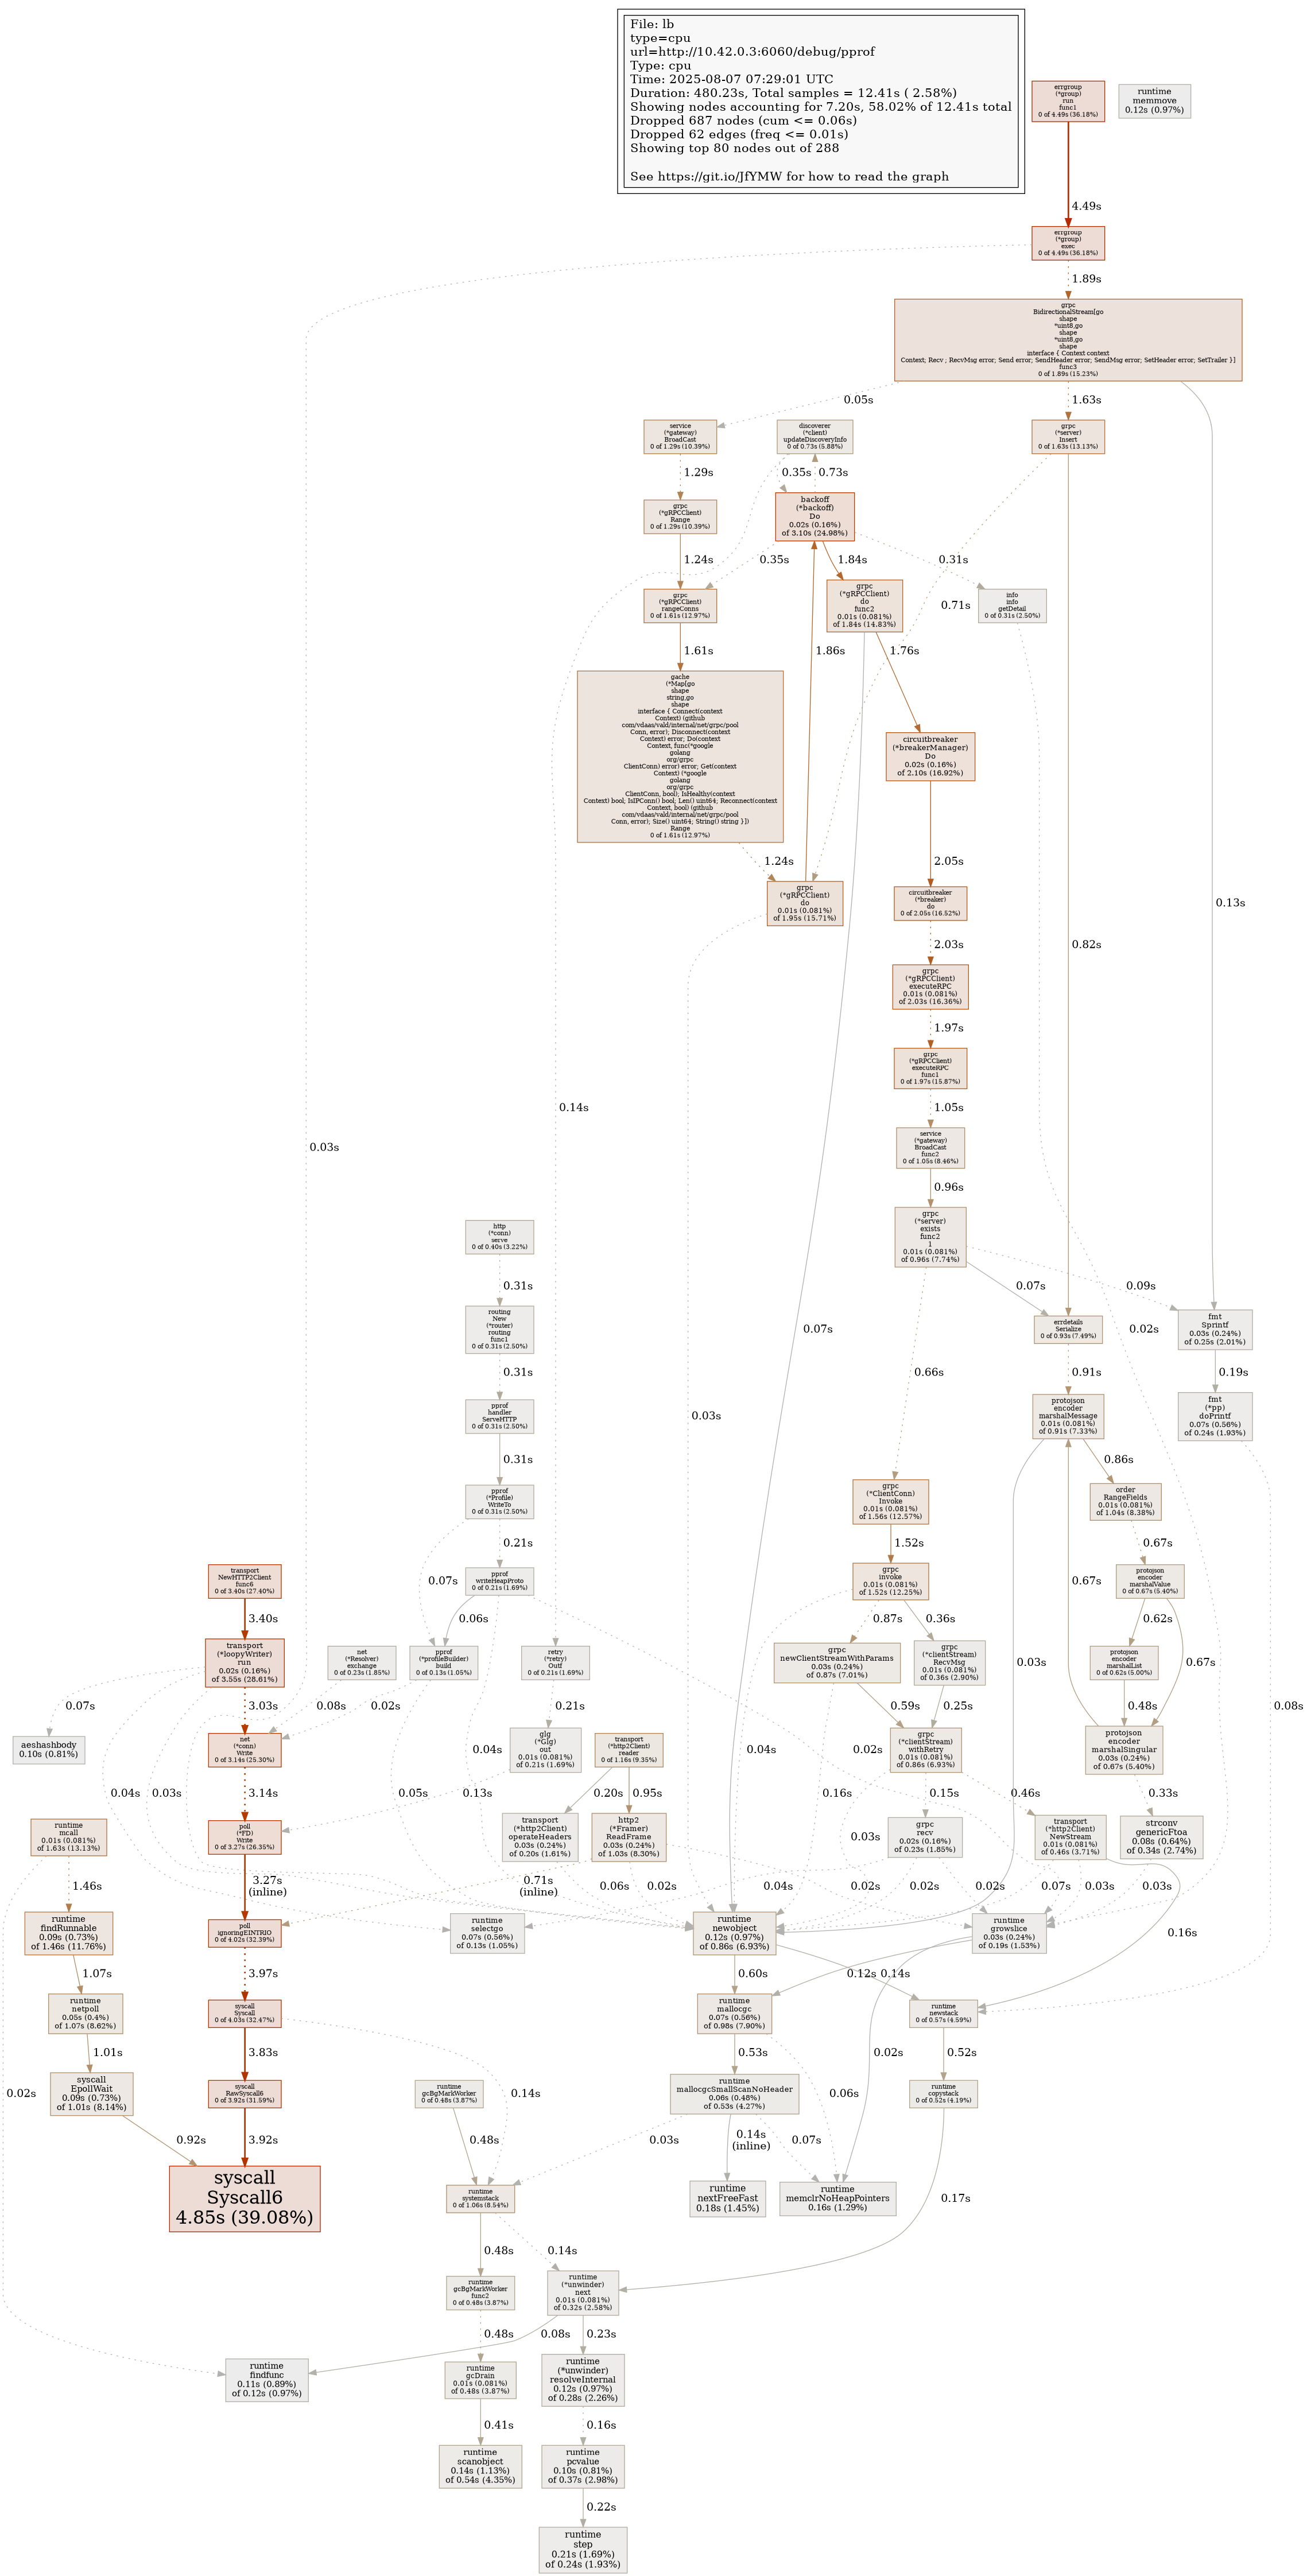 File: lb
type=cpu
url=http://10.42.0.3:6060/debug/pprof
Type: cpu
Time: 2025-08-07 07:29:01 UTC
Duration: 480.23s, Total samples = 12.41s ( 2.58%)
Showing nodes accounting for 7.20s, 58.02% of 12.41s total
Dropped 687 nodes (cum <= 0.06s)
Dropped 62 edges (freq <= 0.01s)
Showing top 80 nodes out of 288
See https://git.io/JfYMW for how to read the graph
errgroup
(*group)
run
func1
0 of 4.49s (36.18%)
runtime
memmove
0.12s (0.97%)
4.49s
errgroup
(*group)
exec
0 of 4.49s (36.18%)
1.89s
grpc
BidirectionalStream[go
shape
*uint8,go
shape
*uint8,go
shape
interface { Context context
Context; Recv ; RecvMsg error; Send error; SendHeader error; SendMsg error; SetHeader error; SetTrailer }]
func3
0 of 1.89s (15.23%)
0.05s
1.63s
service
(*gateway)
BroadCast
0 of 1.29s (10.39%)
discoverer
(*client)
updateDiscoveryInfo
0 of 0.73s (5.88%)
grpc
(*server)
Insert
0 of 1.63s (13.13%)
1.29s
0.35s
0.73s
grpc
(*gRPCClient)
Range
0 of 1.29s (10.39%)
backoff
(*backoff)
Do
0.02s (0.16%)
of 3.10s (24.98%)
1.24s
0.35s
1.84s
0.31s
grpc
(*gRPCClient)
rangeConns
0 of 1.61s (12.97%)
grpc
(*gRPCClient)
do
func2
0.01s (0.081%)
of 1.84s (14.83%)
info
info
getDetail
0 of 0.31s (2.50%)
0.71s
1.61s
1.86s
1.76s
gache
(*Map[go
shape
string,go
shape
interface { Connect(context
Context) (github
com/vdaas/vald/internal/net/grpc/pool
Conn, error); Disconnect(context
Context) error; Do(context
Context, func(*google
golang
org/grpc
ClientConn) error) error; Get(context
Context) (*google
golang
org/grpc
ClientConn, bool); IsHealthy(context
Context) bool; IsIPConn() bool; Len() uint64; Reconnect(context
Context, bool) (github
com/vdaas/vald/internal/net/grpc/pool
Conn, error); Size() uint64; String() string }])
Range
0 of 1.61s (12.97%)
circuitbreaker
(*breakerManager)
Do
0.02s (0.16%)
of 2.10s (16.92%)
1.24s
2.05s
grpc
(*gRPCClient)
do
0.01s (0.081%)
of 1.95s (15.71%)
circuitbreaker
(*breaker)
do
0 of 2.05s (16.52%)
0.13s
2.03s
0.82s
grpc
(*gRPCClient)
executeRPC
0.01s (0.081%)
of 2.03s (16.36%)
1.97s
grpc
(*gRPCClient)
executeRPC
func1
0 of 1.97s (15.87%)
0.14s
1.05s
0.03s
service
(*gateway)
BroadCast
func2
0 of 1.05s (8.46%)
0.96s
http
(*conn)
serve
0 of 0.40s (3.22%)
grpc
(*server)
exists
func2
1
0.01s (0.081%)
of 0.96s (7.74%)
0.31s
0.07s
0.09s
routing
New
(*router)
routing
func1
0 of 0.31s (2.50%)
0.07s
errdetails
Serialize
0 of 0.93s (7.49%)
0.02s
fmt
Sprintf
0.03s (0.24%)
of 0.25s (2.01%)
0.31s
0.66s
0.91s
0.19s
pprof
handler
ServeHTTP
0 of 0.31s (2.50%)
0.03s
protojson
encoder
marshalMessage
0.01s (0.081%)
of 0.91s (7.33%)
fmt
(*pp)
doPrintf
0.07s (0.56%)
of 0.24s (1.93%)
0.31s
0.86s
pprof
(*Profile)
WriteTo
0 of 0.31s (2.50%)
grpc
(*ClientConn)
Invoke
0.01s (0.081%)
of 1.56s (12.57%)
order
RangeFields
0.01s (0.081%)
of 1.04s (8.38%)
0.21s
1.52s
0.67s
transport
NewHTTP2Client
func6
0 of 3.40s (27.40%)
0.07s
pprof
writeHeapProto
0 of 0.21s (1.69%)
grpc
invoke
0.01s (0.081%)
of 1.52s (12.25%)
0.67s
protojson
encoder
marshalValue
0 of 0.67s (5.40%)
3.40s
0.06s
0.87s
0.36s
0.62s
transport
(*loopyWriter)
run
0.02s (0.16%)
of 3.55s (28.61%)
net
(*Resolver)
exchange
0 of 0.23s (1.85%)
pprof
(*profileBuilder)
build
0 of 0.13s (1.05%)
retry
(*retry)
Outf
0 of 0.21s (1.69%)
grpc
newClientStreamWithParams
0.03s (0.24%)
of 0.87s (7.01%)
grpc
(*clientStream)
RecvMsg
0.01s (0.081%)
of 0.36s (2.90%)
0.03s
protojson
encoder
marshalList
0 of 0.62s (5.00%)
0.67s
0.07s
3.03s
0.08s
0.02s
0.21s
0.59s
0.25s
0.48s
0.08s
aeshashbody
0.10s (0.81%)
net
(*conn)
Write
0 of 3.14s (25.30%)
0.04s
glg
(*Glg)
out
0.01s (0.081%)
of 0.21s (1.69%)
transport
(*http2Client)
reader
0 of 1.16s (9.35%)
0.04s
0.02s
grpc
(*clientStream)
withRetry
0.01s (0.081%)
of 0.86s (6.93%)
protojson
encoder
marshalSingular
0.03s (0.24%)
of 0.67s (5.40%)
0.04s
0.03s
3.14s
0.05s
0.13s
0.20s
0.95s
0.16s
0.15s
0.46s
0.33s
runtime
mcall
0.01s (0.081%)
of 1.63s (13.13%)
poll
(*FD)
Write
0 of 3.27s (26.35%)
transport
(*http2Client)
operateHeaders
0.03s (0.24%)
of 0.20s (1.61%)
http2
(*Framer)
ReadFrame
0.03s (0.24%)
of 1.03s (8.30%)
0.03s
grpc
recv
0.02s (0.16%)
of 0.23s (1.85%)
transport
(*http2Client)
NewStream
0.01s (0.081%)
of 0.46s (3.71%)
strconv
genericFtoa
0.08s (0.64%)
of 0.34s (2.74%)
1.46s
3.27s
(inline)
0.71s
(inline)
0.06s
0.02s
0.04s
0.02s
0.02s
0.02s
0.07s
0.03s
0.03s
runtime
findRunnable
0.09s (0.73%)
of 1.46s (11.76%)
poll
ignoringEINTRIO
0 of 4.02s (32.39%)
runtime
selectgo
0.07s (0.56%)
of 0.13s (1.05%)
runtime
newobject
0.12s (0.97%)
of 0.86s (6.93%)
runtime
growslice
0.03s (0.24%)
of 0.19s (1.53%)
0.16s
1.07s
3.97s
0.60s
0.12s
0.14s
runtime
netpoll
0.05s (0.4%)
of 1.07s (8.62%)
syscall
Syscall
0 of 4.03s (32.47%)
runtime
mallocgc
0.07s (0.56%)
of 0.98s (7.90%)
runtime
newstack
0 of 0.57s (4.59%)
1.01s
3.83s
0.53s
0.02s
0.52s
0.02s
syscall
EpollWait
0.09s (0.73%)
of 1.01s (8.14%)
syscall
RawSyscall6
0 of 3.92s (31.59%)
0.14s
runtime
gcBgMarkWorker
0 of 0.48s (3.87%)
runtime
mallocgcSmallScanNoHeader
0.06s (0.48%)
of 0.53s (4.27%)
0.06s
runtime
copystack
0 of 0.52s (4.19%)
0.92s
3.92s
0.48s
0.03s
0.14s
(inline)
0.07s
syscall
Syscall6
4.85s (39.08%)
runtime
systemstack
0 of 1.06s (8.54%)
runtime
nextFreeFast
0.18s (1.45%)
runtime
memclrNoHeapPointers
0.16s (1.29%)
0.17s
0.48s
0.14s
runtime
gcBgMarkWorker
func2
0 of 0.48s (3.87%)
runtime
(*unwinder)
next
0.01s (0.081%)
of 0.32s (2.58%)
0.48s
0.08s
0.23s
runtime
findfunc
0.11s (0.89%)
of 0.12s (0.97%)
runtime
gcDrain
0.01s (0.081%)
of 0.48s (3.87%)
runtime
(*unwinder)
resolveInternal
0.12s (0.97%)
of 0.28s (2.26%)
0.41s
0.16s
runtime
scanobject
0.14s (1.13%)
of 0.54s (4.35%)
runtime
pcvalue
0.10s (0.81%)
of 0.37s (2.98%)
0.22s
runtime
step
0.21s (1.69%)
of 0.24s (1.93%)